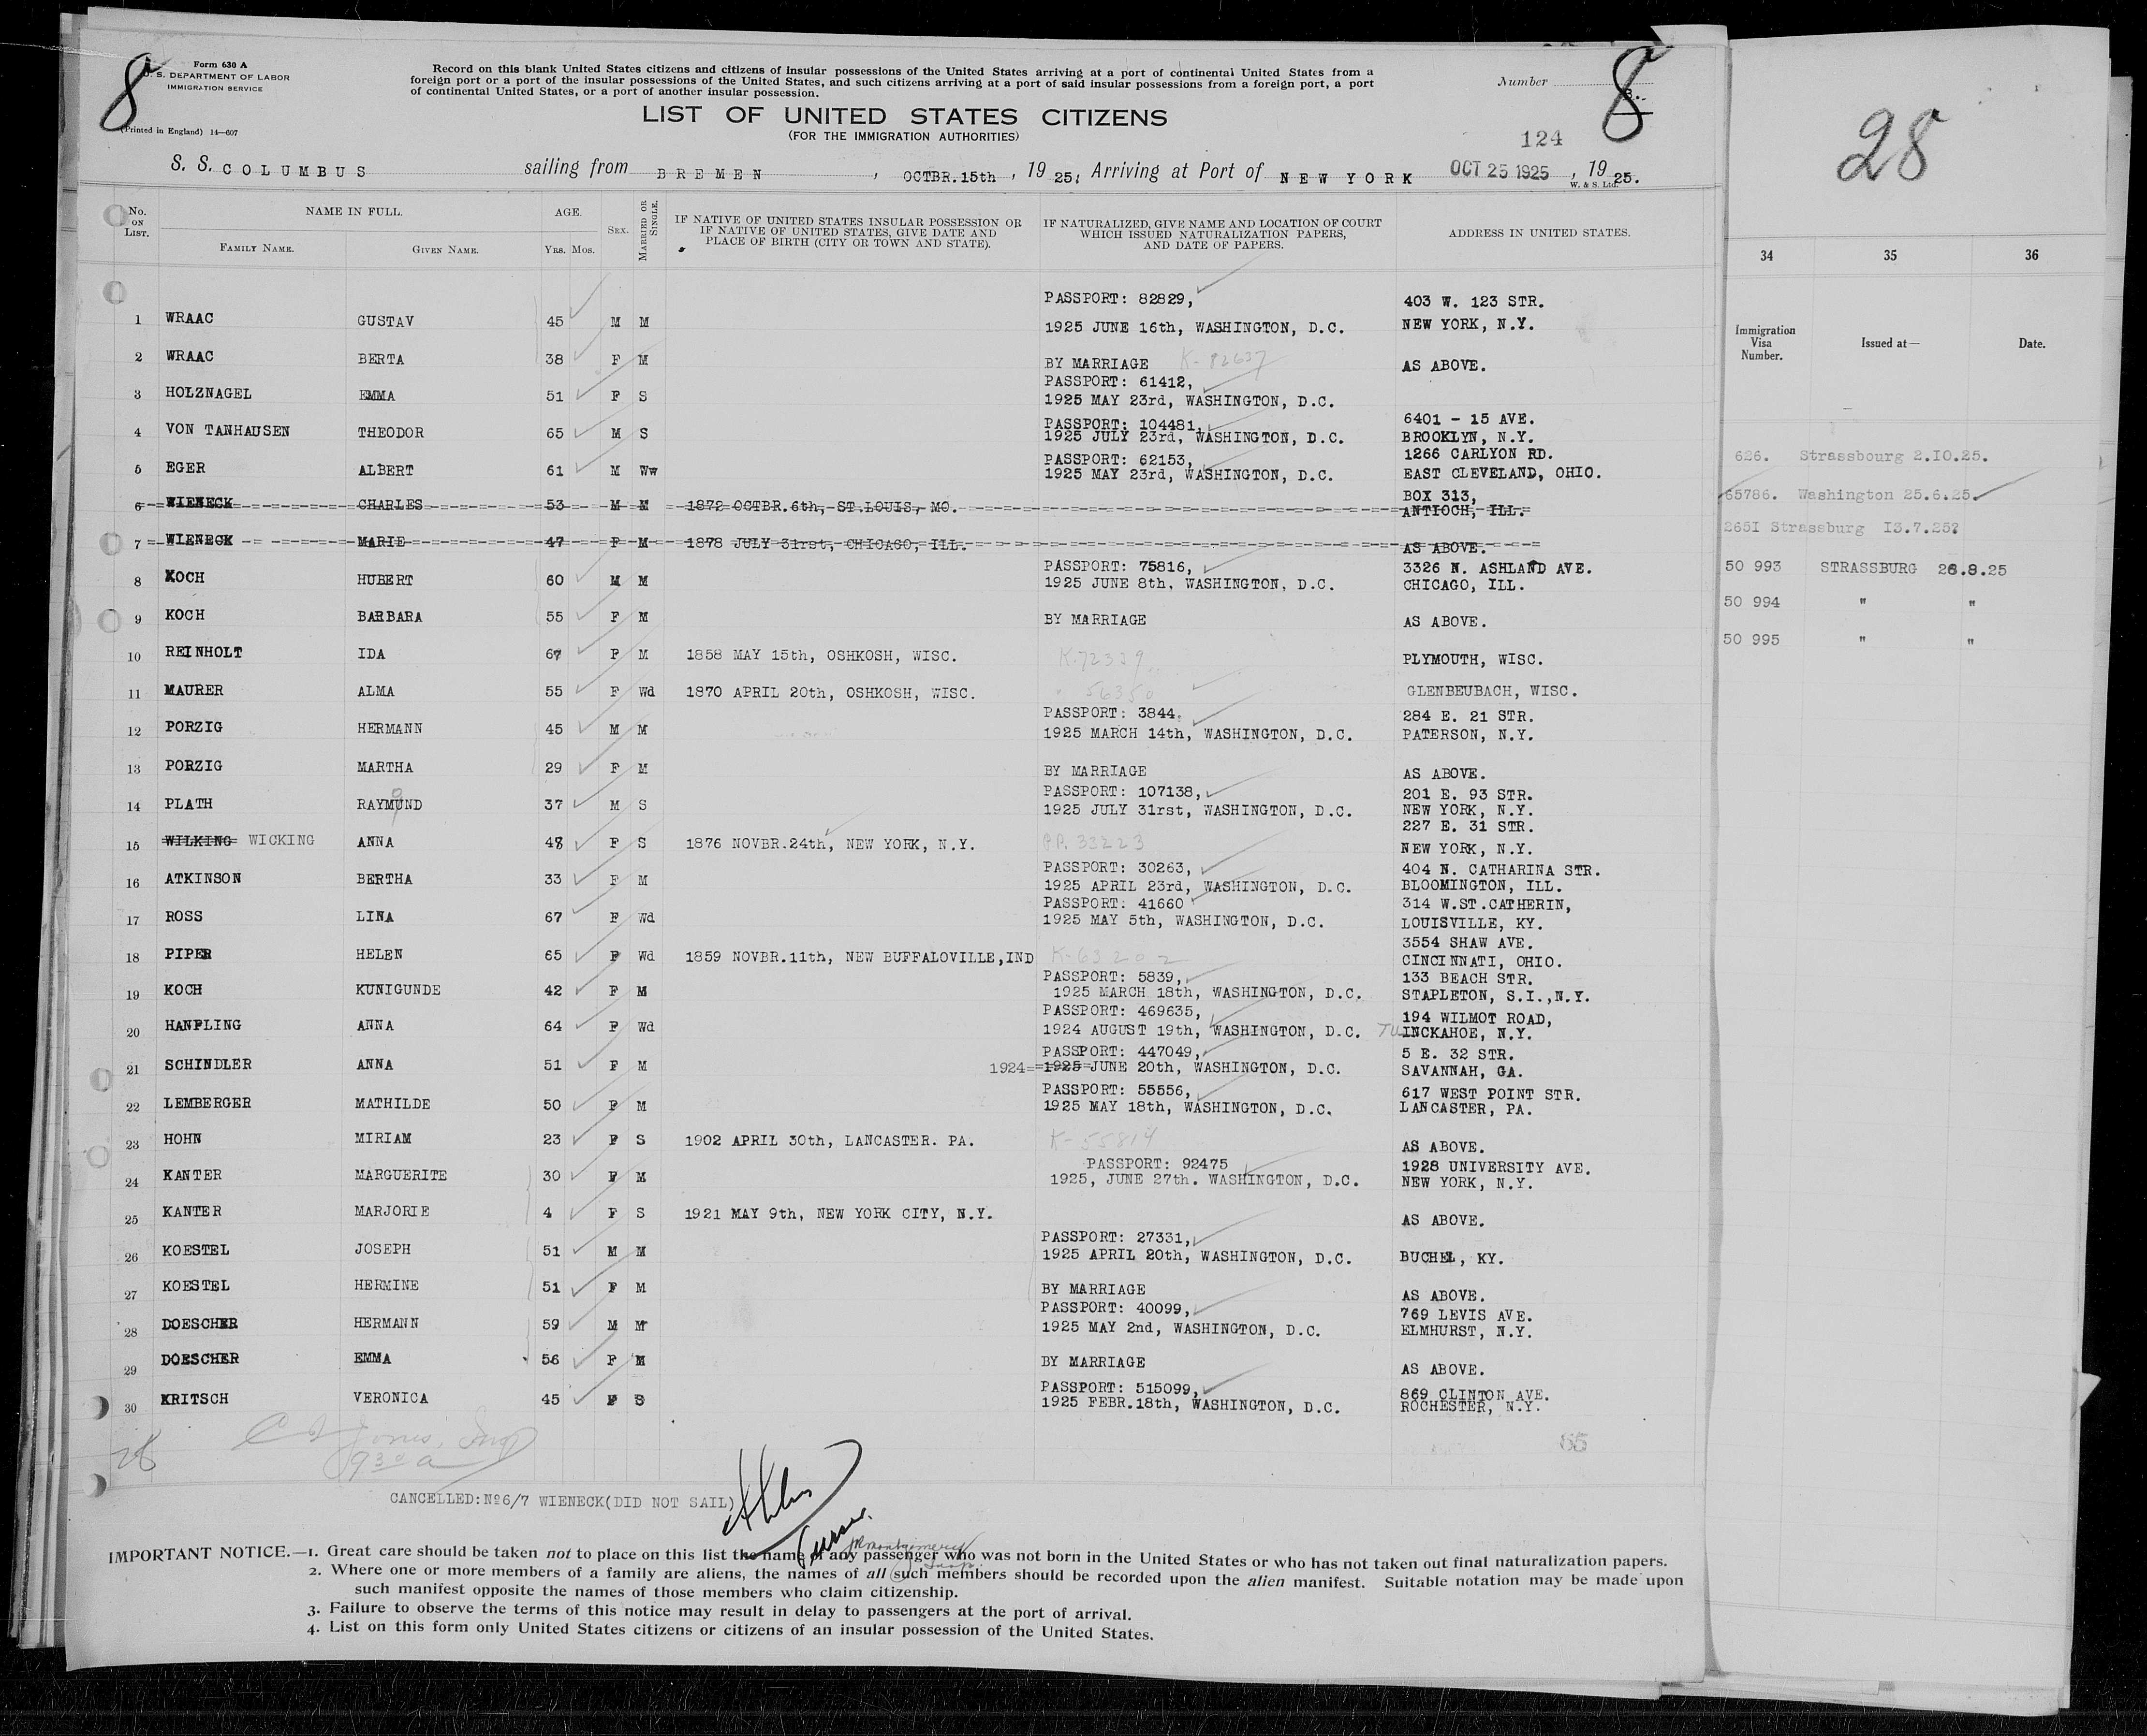 8a
Form 630 A
U. S. DEPARTMENT OF LABOR
IMMIGRATION SERVICE
(Printed in England) 14—607
Record on this blank United States citizens and citizens of insular possessions of the United States arriving at a port of continental United States from a
foreign port or a port of the insular possessions of the United States, and such citizens arriving at a port of said insular possessions from a foreign port, a port
of continental United States, or a port of another insular possession.
Number 8.
8a
LIST OF UNITED STATES CITIZENS
(FOR THE IMMIGRATION AUTHORITIES)
124
S. S. COLUMBUS sailing from BREMEN, OCTBR.15th, 1925, Arriving at Port of NEW YORK OCT 25 1925, 1925.
W. & S. Ltd.
No. ON LIST.
NAME IN FULL.
FAMILY NAME.
GIVEN NAME.
AGE.
YRS. MOS.
SEX.
MARRIED OR SINGLE.
IF NATIVE OF UNITED STATES INSULAR POSSESSION OR
IF NATIVE OF UNITED STATES, GIVE DATE AND
PLACE OF BIRTH (CITY OR TOWN AND STATE).
IF NATURALIZED, GIVE NAME AND LOCATION OF COURT
WHICH ISSUED NATURALIZATION PAPERS,
AND DATE OF PAPERS.
ADDRESS IN UNITED STATES.
PASSPORT: 82829, 403 W. 123 STR.
1 WRAAC GUSTAV 45 M M 1925 JUNE 16th, WASHINGTON, D.C. NEW YORK, N.Y.
2 WRAAC BERTA 38 F M BY MARRIAGE K-82637 AS ABOVE.
PASSPORT: 61412,
3 HOLZNAGEL EMMA 51 F S 1925 MAY 23rd, WASHINGTON, D.C.
PASSPORT: 104481, 6401 - 15 AVE.
4 VON TANHAUSEN THEODOR 65 M S 1925 JULY 23rd, WASHINGTON, D.C. BROOKLYN, N.Y.
PASSPORT: 62153, 1266 CARLYON RD.
5 EGER ALBERT 61 M Ww 1925 MAY 23rd, WASHINGTON, D.C. EAST CLEVELAND, OHIO.
BOX 313,
6 WIENECK CHARLES 53 M M 1872 OCTBR.6th, ST.LOUIS, MO. ANTIOCH, ILL.
7 WIENECK MARIE 47 F M 1878 JULY 31rst, CHICAGO, ILL. AS ABOVE.
PASSPORT: 75816, 3326 N. ASHLAND AVE.
8 KOCH HUBERT 60 M M 1925 JUNE 8th, WASHINGTON, D.C. CHICAGO, ILL.
9 KOCH BARBARA 55 F M BY MARRIAGE AS ABOVE.
10 REINHOLT IDA 67 F M 1858 MAY 15th, OSHKOSH, WISC. PLYMOUTH, WISC.
11 MAURER ALMA 55 F Wd 1870 APRIL 20th, OSHKOSH, WISC. GLENBEUBACH, WISC.
PASSPORT: 3844. 284 E. 21 STR.
12 PORZIG HERMANN 45 M M 1925 MARCH 14th, WASHINGTON, D.C. PATERSON, N.Y.
13 PORZIG MARTHA 29 F M BY MARRIAGE AS ABOVE.
PASSPORT: 107138, 201 E. 93 STR.
14 PLATH RAYMUND 37 M S 1925 JULY 31rst, WASHINGTON, D.C. NEW YORK, N.Y.
227 E. 31 STR.
15 WILKING WICKING ANNA 48 F S 1876 NOVBR.24th, NEW YORK, N.Y. P.P. 33223 NEW YORK, N.Y.
PASSPORT: 30263, 404 N. CATHARINA STR.
16 ATKINSON BERTHA 33 F M 1925 APRIL 23rd, WASHINGTON, D.C. BLOOMINGTON, ILL.
PASSPORT: 41660 314 W.ST.CATHERIN,
17 ROSS LINA 67 F Wd 1925 MAY 5th, WASHINGTON, D.C. LOUISVILLE, KY.
3554 SHAW AVE.
18 PIPER HELEN 65 F Wd 1859 NOVBR.11th, NEW BUFFALOVILLE,IND K-63202 CINCINNATI, OHIO.
PASSPORT: 5839, 133 BEACH STR.
19 KOCH KUNIGUNDE 42 F M 1925 MARCH 18th, WASHINGTON, D.C. STAPLETON, S.I.,N.Y.
PASSPORT: 469635, 194 WILMOT ROAD,
20 HANFLING ANNA 64 F Wd 1924 AUGUST 19th, WASHINGTON, D.C. TUINCKAHOE, N.Y.
PASSPORT: 447049, 5 E. 32 STR.
21 SCHINDLER ANNA 51 F M 1924 1925 JUNE 20th, WASHINGTON, D.C. SAVANNAH, GA.
PASSPORT: 55556, 617 WEST POINT STR.
22 LEMBERGER MATHILDE 50 F M 1925 MAY 18th, WASHINGTON, D.C. LANCASTER, PA.
23 HOHN MIRIAM 23 F S 1902 APRIL 30th, LANCASTER. PA. K-55814 AS ABOVE.
PASSPORT: 92475 1928 UNIVERSITY AVE.
24 KANTER MARGUERITE 30 F M 1925, JUNE 27th. WASHINGTON, D.C. NEW YORK, N.Y.
25 KANTER MARJORIE 4 F S 1921 MAY 9th, NEW YORK CITY, N.Y. AS ABOVE.
PASSPORT: 27331,
26 KOESTEL JOSEPH 51 M M 1925 APRIL 20th, WASHINGTON, D.C. BUCHEL, KY.
27 KOESTEL HERMINE 51 F M BY MARRIAGE AS ABOVE.
PASSPORT: 40099, 769 LEVIS AVE.
28 DOESCHER HERMANN 59 M M 1925 MAY 2nd, WASHINGTON, D.C. ELMHURST, N.Y.
29 DOESCHER EMMA 56 F M BY MARRIAGE AS ABOVE.
PASSPORT: 515099, 869 CLINTON AVE.
30 KRITSCH VERONICA 45 F S 1925 FEBR.18th, WASHINGTON, D.C. ROCHESTER, N.Y.
28
Jones, Insp
9 30 a
CANCELLED:Nº6/7 WIENECK(DID NOT SAIL)
IMPORTANT NOTICE.—1. Great care should be taken not to place on this list the name of any passenger who was not born in the United States or who has not taken out final naturalization papers.
2. Where one or more members of a family are aliens, the names of all such members should be recorded upon the alien manifest. Suitable notation may be made upon
such manifest opposite the names of those members who claim citizenship.
3. Failure to observe the terms of this notice may result in delay to passengers at the port of arrival.
4. List on this form only United States citizens or citizens of an insular possession of the United States.
28
34 35 36
Immigration Visa Number.
Issued at—
Date.
626. Strassbourg 2.IO.25.
65786. Washington 25.6.25.
265I Strassburg I3.7.25?
50 993 STRASSBURG 26.8.25
50 994 " "
50 995 " "